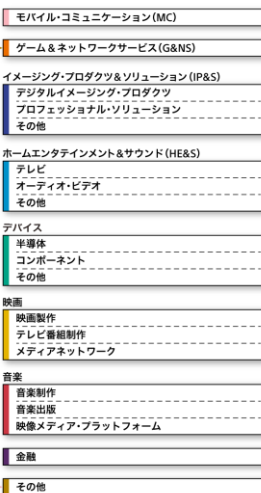 モバイル・コミュニケーション(MC)
ゲーム&ネットワークサービス(G&NS)
イメージング・プロダクツ&ソリューション(IP&S)
デジタルイメージング・プロダクツ
プロフェッショナル・ソリューション
その他
ホームエンタテインメント&サウンド(HE&S)
テレビ
オーディオ・ビデオ
その他
デバイス
半導体
コンポーネント
その他
映画
映画製作
テレビ番組制作
メディアネットワーク
音楽
音楽制作
音楽出版
映像メディア・プラットフォーム
金融
その他